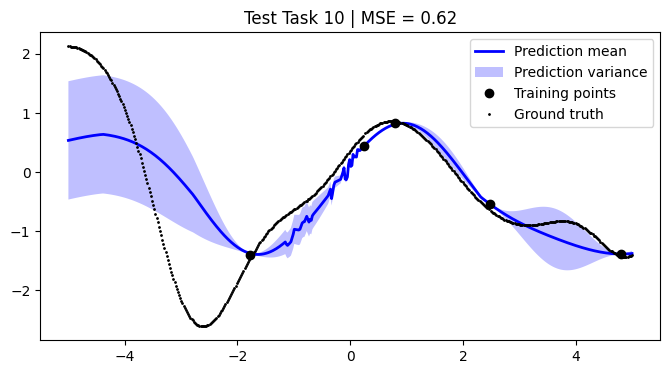 Test Task 10 | MSE = 0.62
Prediction mean
Prediction variance
Training points
Ground truth
2
1
0
−1
−2
−4
−2
0
2
4